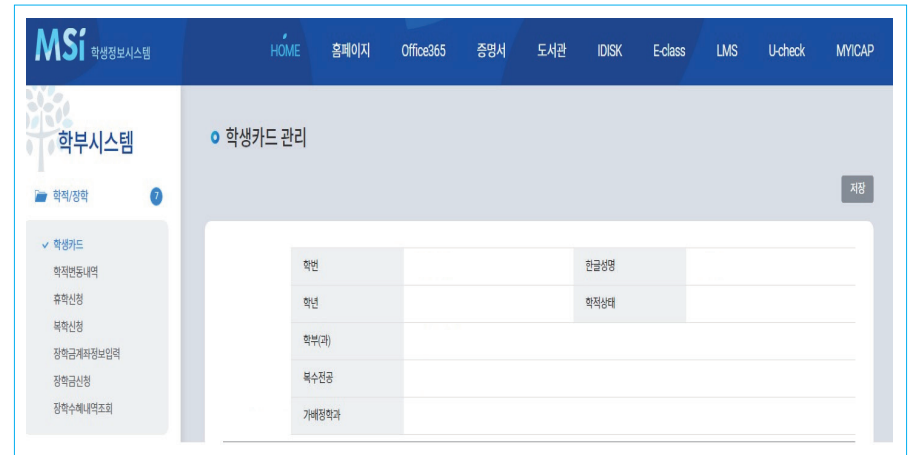 MSi 학생정보시스템
HOME 홈페이지 Office365 증명서 도서관 IDISK E-class LMS U-check MYICAP
학부시스템
학적/장학 7
학생카드
학적변동내역
휴학신청
복학신청
장학금계좌정보입력
장학금신청
장학수혜내역조회
학생카드 관리
저장
학번 한글성명
학년 학적상태
학부(과)
복수전공
가배정학과